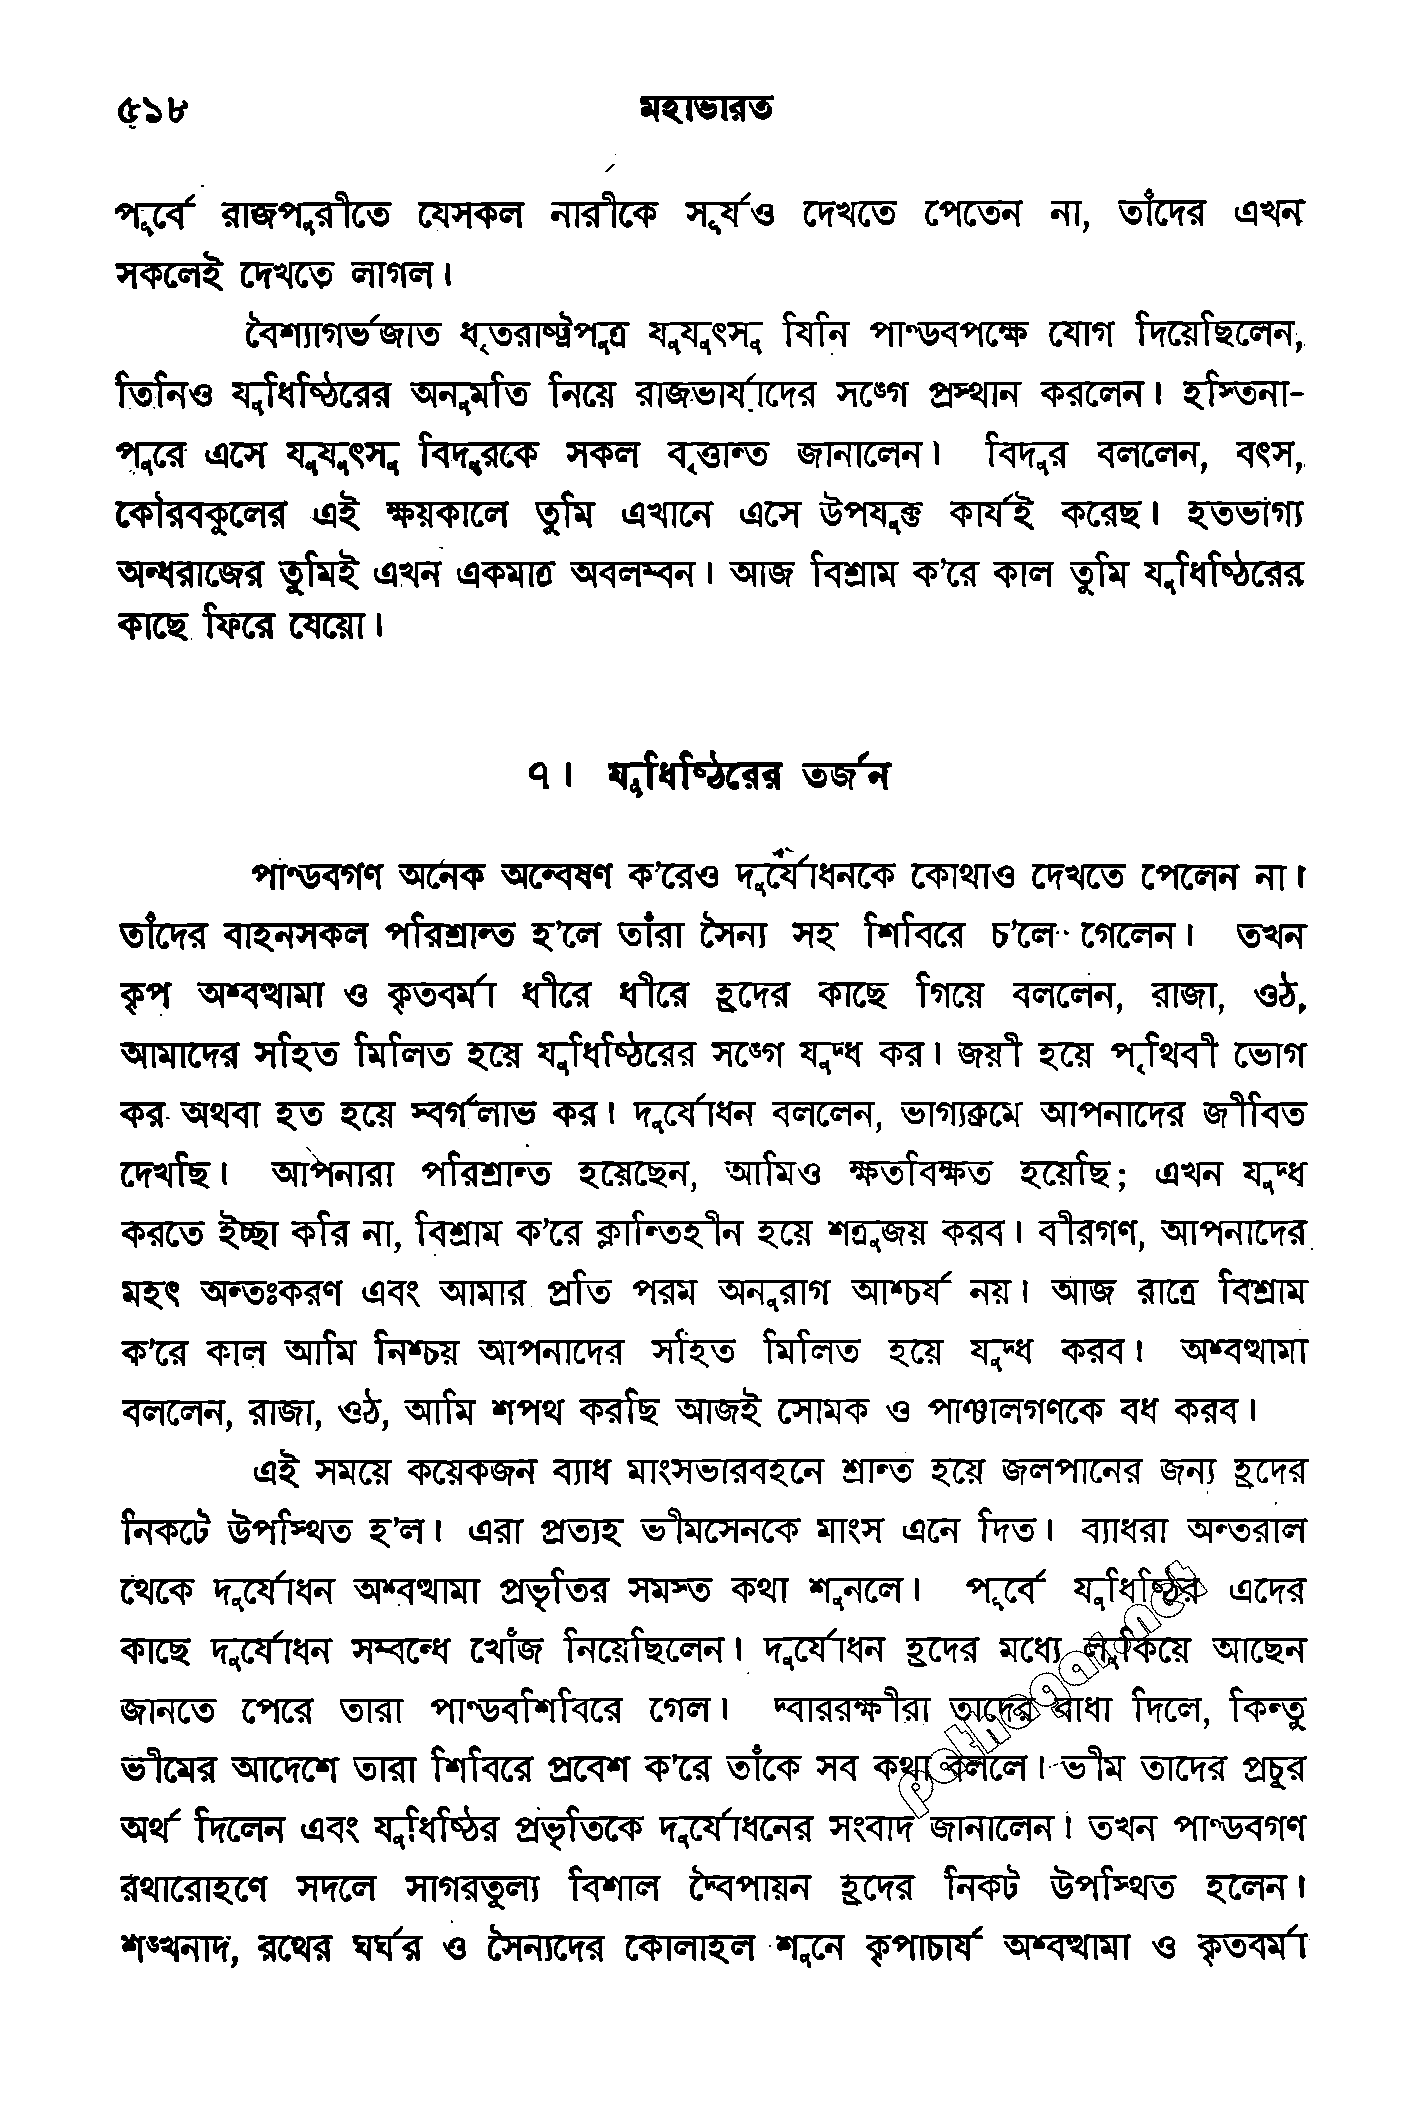 ৫১৮ মহাভারত
পূর্বে রাজপুরীতে যেসকল নারীকে সূর্যও দেখতে পেতেন না, তাঁদের এখন
সকলেই দেখতে লাগল।
বৈশ্যাগর্ভজাত ধৃতরাষ্ট্রপুত্র যুযুৎসু যিনি পাণ্ডবপক্ষে যোগ দিয়েছিলেন,
তিনিও যুধিষ্ঠিরের অনুমতি নিয়ে রাজভার্যাদের সঙ্গে প্রস্থান করলেন। হস্তিনা-
পুরে এসে যুযুৎসু বিদুরকে সকল বৃত্তান্ত জানালেন। বিদুর বললেন, বৎস,
কৌরবকুলের এই ক্ষয়কালে তুমি এখানে এসে উপযুক্ত কার্যই করেছ। হতভাগ্য
অন্ধরাজের তুমিই এখন একমাত্র অবলম্বন। আজ বিশ্রাম ক'রে কাল তুমি যুধিষ্ঠিরের
কাছে ফিরে যেয়ো।
৭। যুধিষ্ঠিরের তর্জন
পাণ্ডবগণ অনেক অন্বেষণ ক'রেও দুর্যোধনকে কোথাও দেখতে পেলেন না।
তাঁদের বাহনসকল পরিশ্রান্ত হ'লে তাঁরা সৈন্য সহ শিবিরে চ'লে গেলেন। তখন
কৃপ অশ্বত্থামা ও কৃতবর্মা ধীরে ধীরে হ্রদের কাছে গিয়ে বললেন, রাজা, ওঠ,
আমাদের সহিত মিলিত হয়ে যুধিষ্ঠিরের সঙ্গে যুদ্ধ কর। জয়ী হয়ে পৃথিবী ভোগ
কর অথবা হত হয়ে স্বর্গলাভ কর। দুর্যোধন বললেন, ভাগ্যক্রমে আপনাদের জীবিত
দেখছি। আপনারা পরিশ্রান্ত হয়েছেন, আমিও ক্ষতবিক্ষত হয়েছি; এখন যুদ্ধ
করতে ইচ্ছা করি না, বিশ্রাম ক'রে ক্লান্তিহীন হয়ে শত্রুজয় করব। বীরগণ, আপনাদের
মহৎ অন্তঃকরণ এবং আমার প্রতি পরম অনুরাগ আশ্চর্য নয়। আজ রাত্রে বিশ্রাম
ক'রে কাল আমি নিশ্চয় আপনাদের সহিত মিলিত হয়ে যুদ্ধ করব। অশ্বত্থামা
বললেন, রাজা, ওঠ, আমি শপথ করছি আজই সোমক ও পাঞ্চালগণকে বধ করব।
এই সময়ে কয়েকজন ব্যাধ মাংসভারবহনে শ্রান্ত হয়ে জলপানের জন্য হ্রদের
নিকটে উপস্থিত হ'ল। এরা প্রত্যহ ভীমসেনকে মাংস এনে দিত। ব্যাধরা অন্তরাল
থেকে দুর্যোধন অশ্বত্থামা প্রভৃতির সমস্ত কথা শুনলে। পূর্বে যুধিষ্ঠির এদের
কাছে দুর্যোধন সম্বন্ধে খোঁজ নিয়েছিলেন। দুর্যোধন হ্রদের মধ্যে লুকিয়ে আছেন
জানতে পেরে তারা পাণ্ডবশিবিরে গেল। দ্বাররক্ষীরা তাদের বাধা দিলে, কিন্তু
ভীমের আদেশে তারা শিবিরে প্রবেশ ক'রে তাঁকে সব কথা বললে। ভীম তাদের প্রচুর
অর্থ দিলেন এবং যুধিষ্ঠির প্রভৃতিকে দুর্যোধনের সংবাদ জানালেন। তখন পাণ্ডবগণ
রথারোহণে সদলে সাগরতুল্য বিশাল দ্বৈপায়ন হ্রদের নিকট উপস্থিত হলেন।
শঙ্খনাদ, রথের ঘর্ঘর ও সৈন্যদের কোলাহল শুনে কৃপাচার্য অশ্বত্থামা ও কৃতবর্মা
pathagar.net